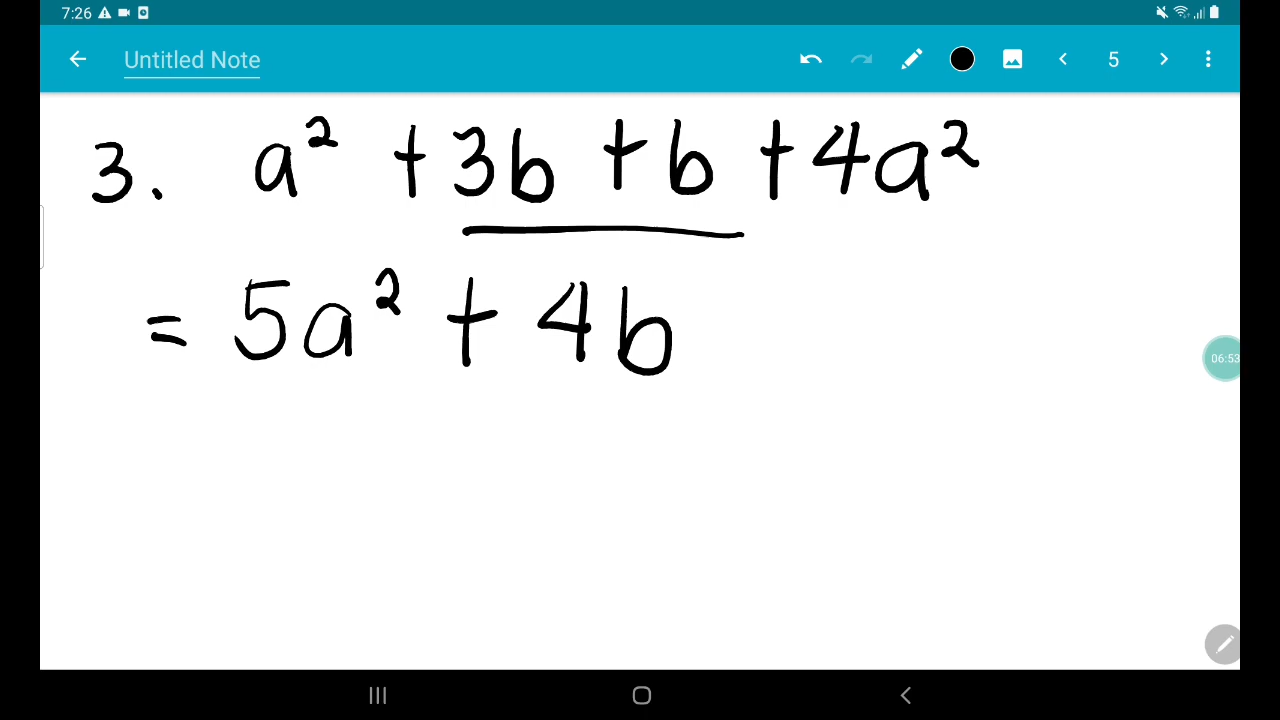 7:26
Untitled Note
5
3. a² + 3b + b + 4a²
= 5a² + 4b
06:53